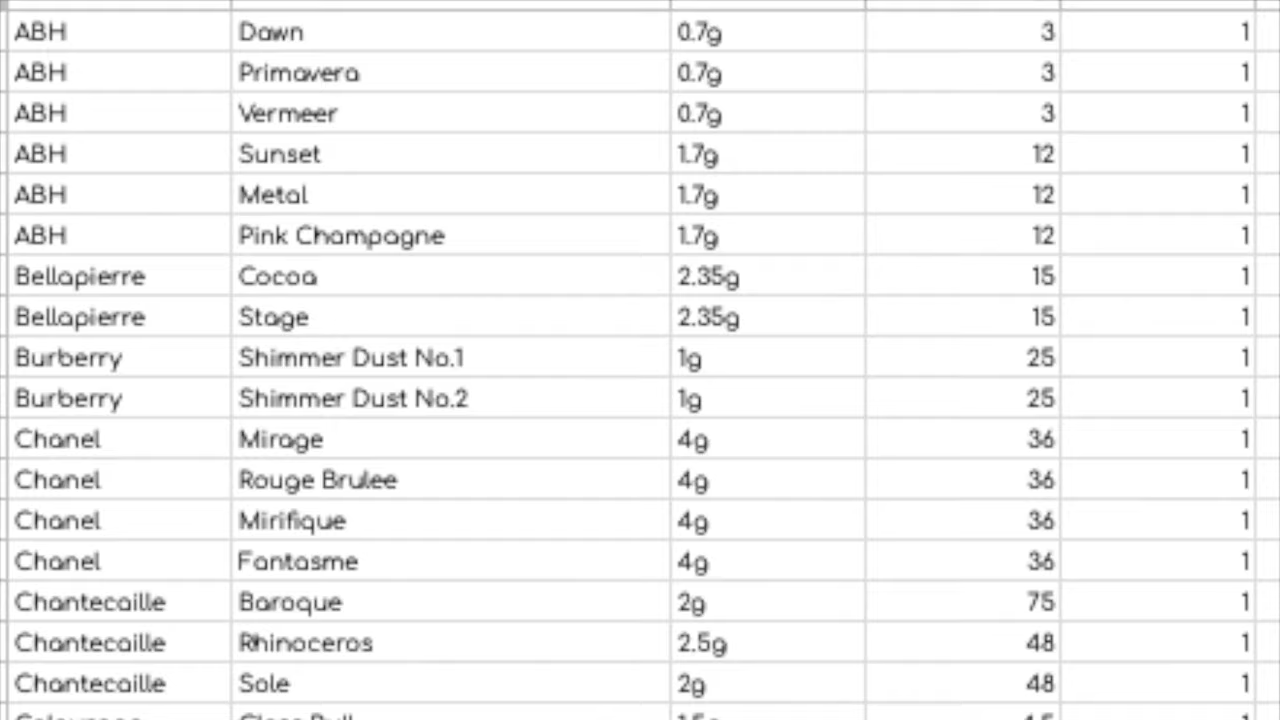 ABH Dawn 0.7g 3 1
ABH Primavera 0.7g 3 1
ABH Vermeer 0.7g 3 1
ABH Sunset 1.7g 12 1
ABH Metal 1.7g 12 1
ABH Pink Champagne 1.7g 12 1
Bellapierre Cocoa 2.35g 15 1
Bellapierre Stage 2.35g 15 1
Burberry Shimmer Dust No.1 1g 25 1
Burberry Shimmer Dust No.2 1g 25 1
Chanel Mirage 4g 36 1
Chanel Rouge Brulee 4g 36 1
Chanel Mirifique 4g 36 1
Chanel Fantasme 4g 36 1
Chantecaille Baroque 2g 75 1
Chantecaille Rhinoceros 2.5g 48 1
Chantecaille Sole 2g 48 1